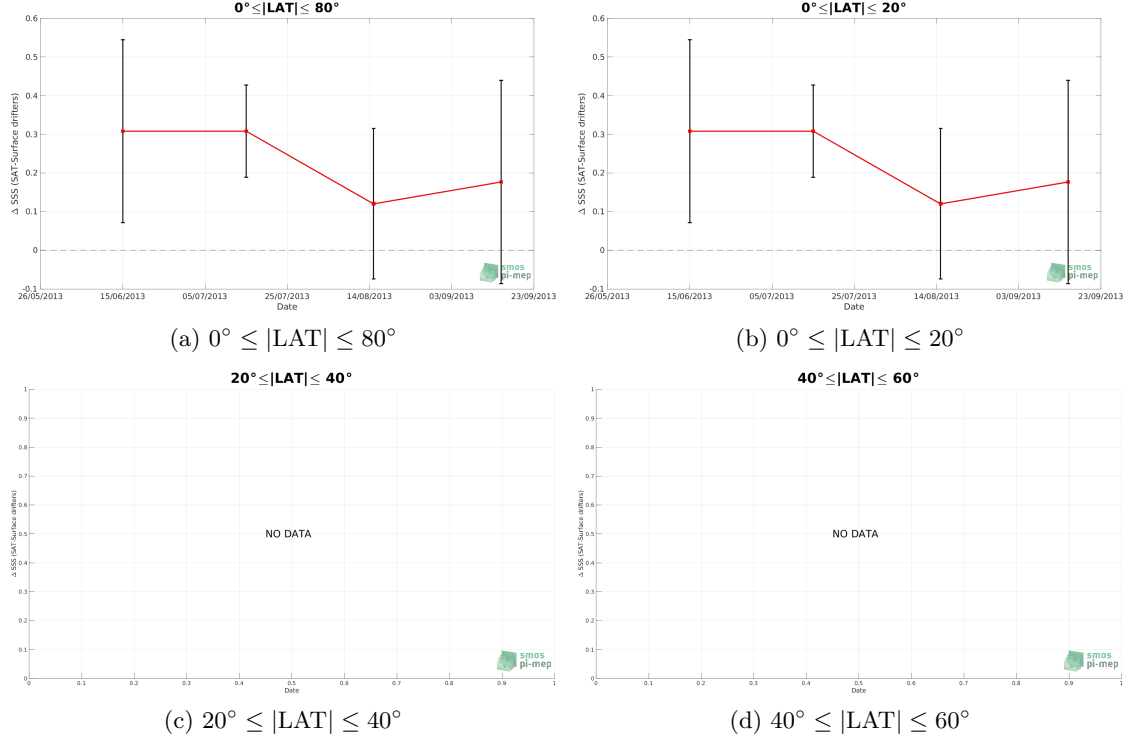 0°≤|LAT|≤ 80°
0.6
0.5
0.4
0.3
0.2
0.1
0
-0.1
Δ SSS (SAT-Surface drifters)
26/05/2013 15/06/2013 05/07/2013 25/07/2013 14/08/2013 03/09/2013 23/09/2013
Date
smos
pi-mep
(a) 0° ≤ |LAT| ≤ 80°
0°≤|LAT|≤ 20°
0.6
0.5
0.4
0.3
0.2
0.1
0
-0.1
Δ SSS (SAT-Surface drifters)
26/05/2013 15/06/2013 05/07/2013 25/07/2013 14/08/2013 03/09/2013 23/09/2013
Date
smos
pi-mep
(b) 0° ≤ |LAT| ≤ 20°
20°≤|LAT|≤ 40°
1
0.9
0.8
0.7
0.6
0.5
0.4
0.3
0.2
0.1
0
Δ SSS (SAT-Surface drifters)
NO DATA
0 0.1 0.2 0.3 0.4 0.5 0.6 0.7 0.8 0.9 1
Date
smos
pi-mep
(c) 20° ≤ |LAT| ≤ 40°
40°≤|LAT|≤ 60°
1
0.9
0.8
0.7
0.6
0.5
0.4
0.3
0.2
0.1
0
Δ SSS (SAT-Surface drifters)
NO DATA
0 0.1 0.2 0.3 0.4 0.5 0.6 0.7 0.8 0.9 1
Date
smos
pi-mep
(d) 40° ≤ |LAT| ≤ 60°